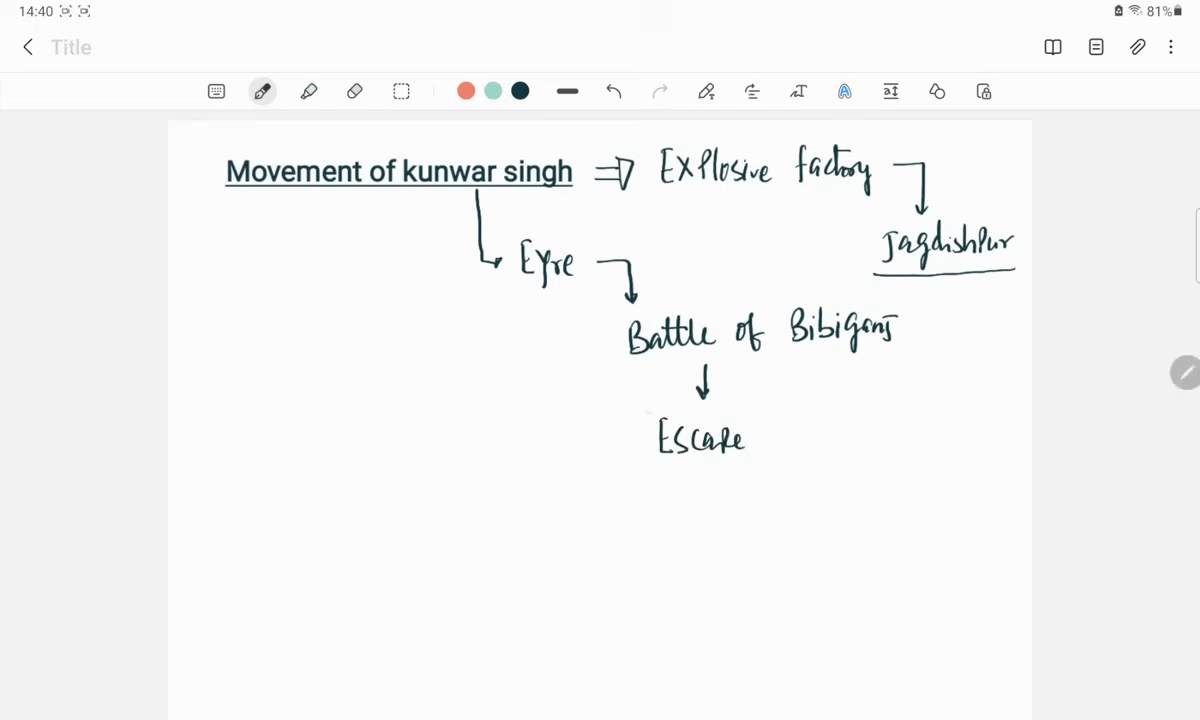 14:40 81%
Title
Movement of kunwar singh ⇒ Explosive factory
Jagdishpur
Eyre
Battle of Bibiganj
Escape